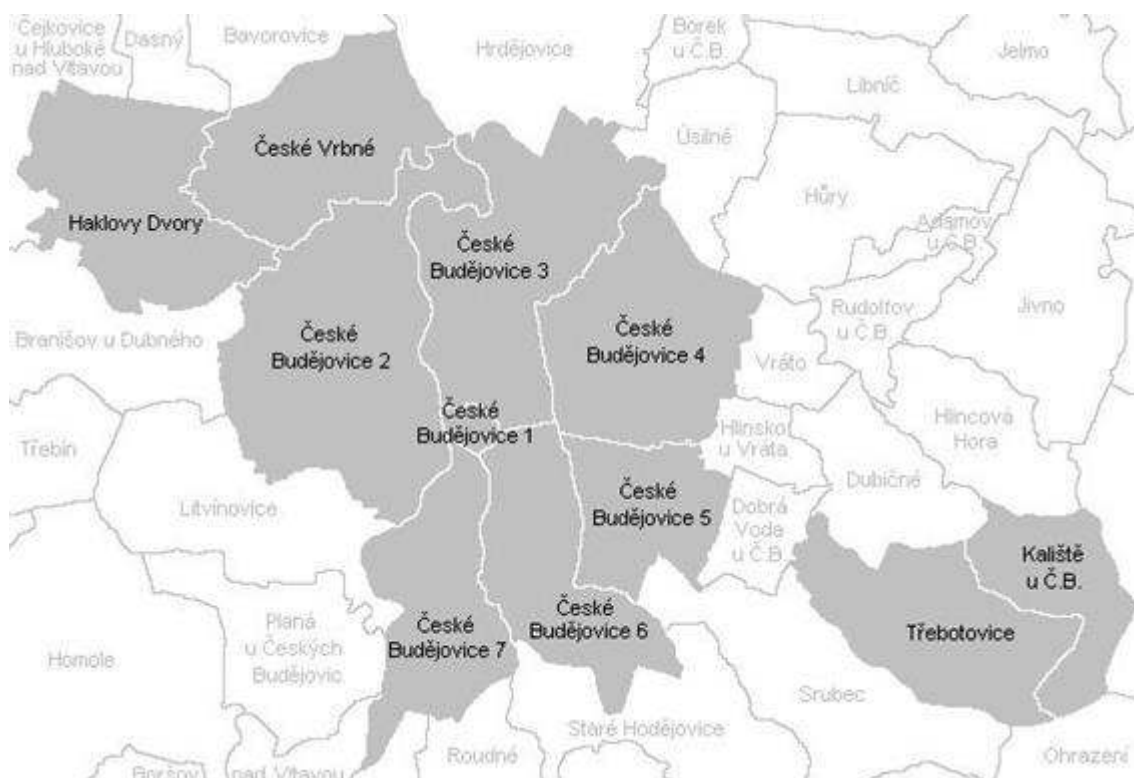 Čejkovice
u Hluboké
nad Vltavou
Dasný
Bavorovice
Hrdějovice
Borek
u Č.B.
Jelmo
Libníč
Úsilné
České Vrbné
Hůry
Haklovy Dvory
Adamov
u Č.B.
České
Budějovice 3
Rudolfov
u Č.B.
Jivno
Branišov u Dubného
České
Budějovice 2
České
Budějovice 4
Vráto
České
Budějovice 1
Hlinsko
u Vráta
Hlincová
Hora
Třebín
Dubičné
Litvínovice
České
Budějovice 5
Dobrá
Voda
u Č.B.
Kaliště
u Č.B.
Planá
u Českých
Budějovic
České
Budějovice 7
České
Budějovice 6
Třebotovice
Homole
Srubec
Staré Hodějovice
Roudné
Ohrazení
Boršov
nad Vltavou